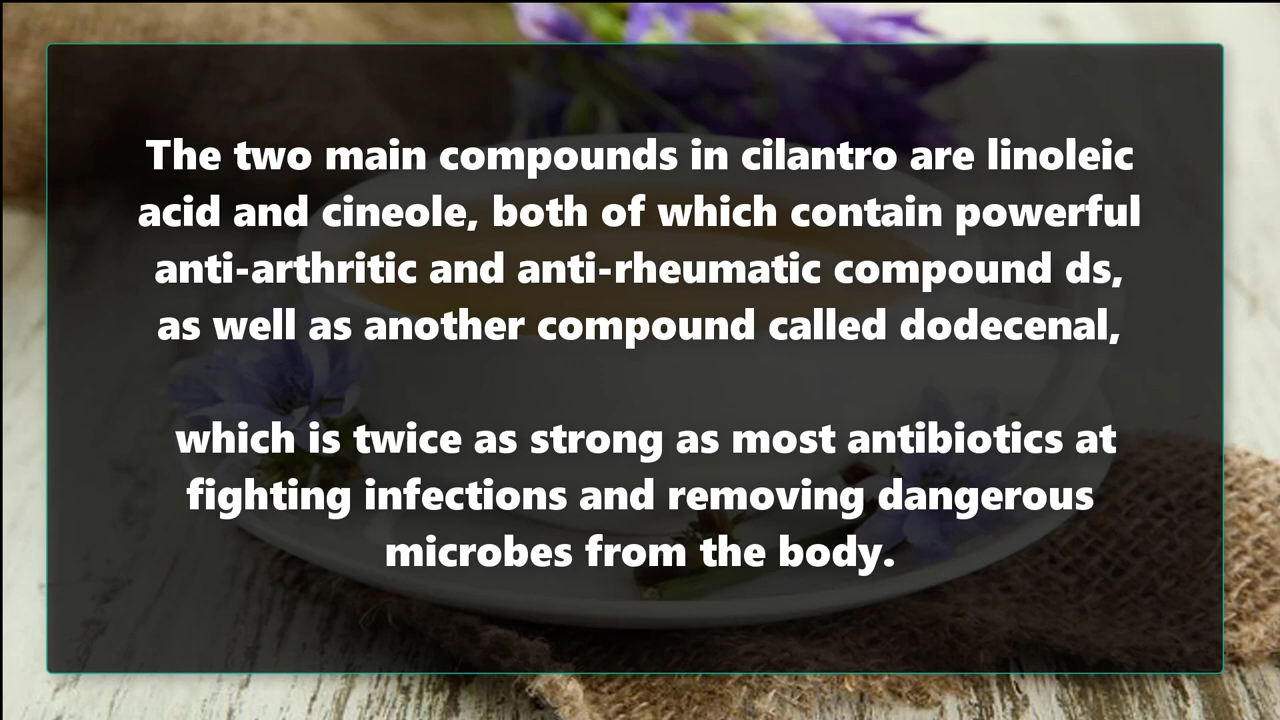 The two main compounds in cilantro are linoleic
acid and cineole, both of which contain powerful
anti-arthritic and anti-rheumatic compound ds,
as well as another compound called dodecenal,
which is twice as strong as most antibiotics at
fighting infections and removing dangerous
microbes from the body.